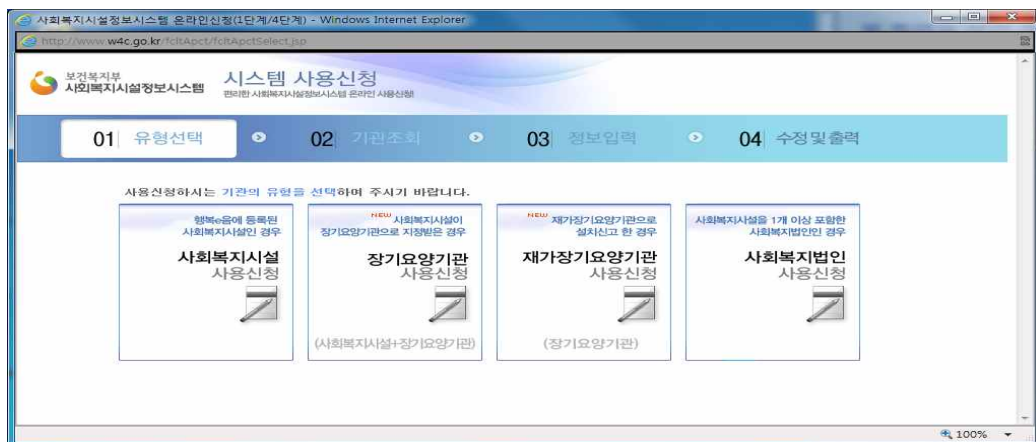 사회복지시설정보시스템 온라인신청(1단계/4단계) - Windows Internet Explorer
http://www.w4c.go.kr/fcltApct/fcltApctSelect.jsp
보건복지부
사회복지시설정보시스템
시스템 사용신청
편리한 사회복지시설정보시스템 온라인 사용신청!
01 유형선택
02 기관조회
03 정보입력
04 수정및출력
사용신청하시는 기관의 유형을 선택하며 주시기 바랍니다.
행복e음에 등록된
사회복지시설인 경우
사회복지시설
사용신청
NEW 사회복지시설이
장기요양기관으로 지정받은 경우
장기요양기관
사용신청
(사회복지시설+장기요양기관)
NEW 재가장기요양기관으로
설치신고 한 경우
재가장기요양기관
사용신청
(장기요양기관)
사회복지시설을 1개 이상 포함한
사회복지법인인 경우
사회복지법인
사용신청
100%